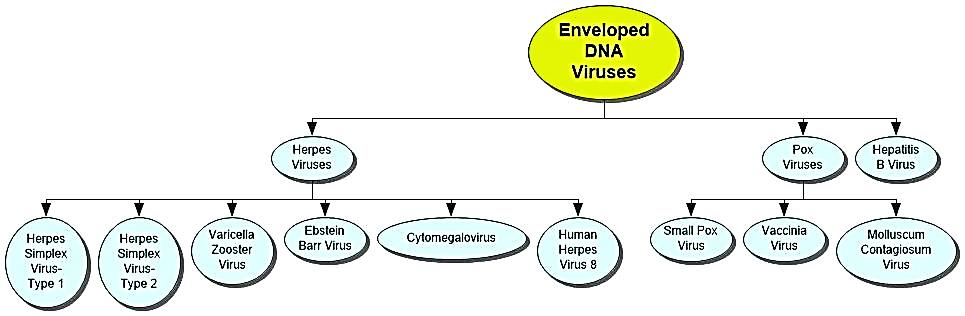 Enveloped
DNA
Viruses
Herpes
Viruses
Pox
Viruses
Hepatitis
B Virus
Herpes
Simplex
Virus-
Type 1
Herpes
Simplex
Virus-
Type 2
Varicella
Zooster
Virus
Ebstein
Barr Virus
Cytomegalovirus
Human
Herpes
Virus 8
Small Pox
Virus
Vaccinia
Virus
Molluscum
Contagiosum
Virus